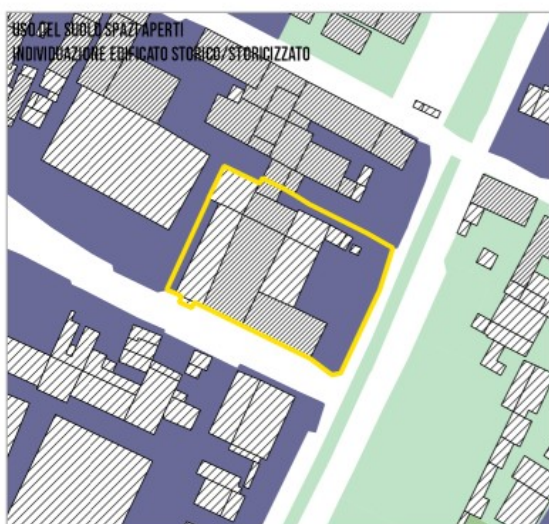 USO DEL SUOLO SPAZI APERTI
INDIVIDUAZIONE EDIFICATO STORICO/STORICIZZATO